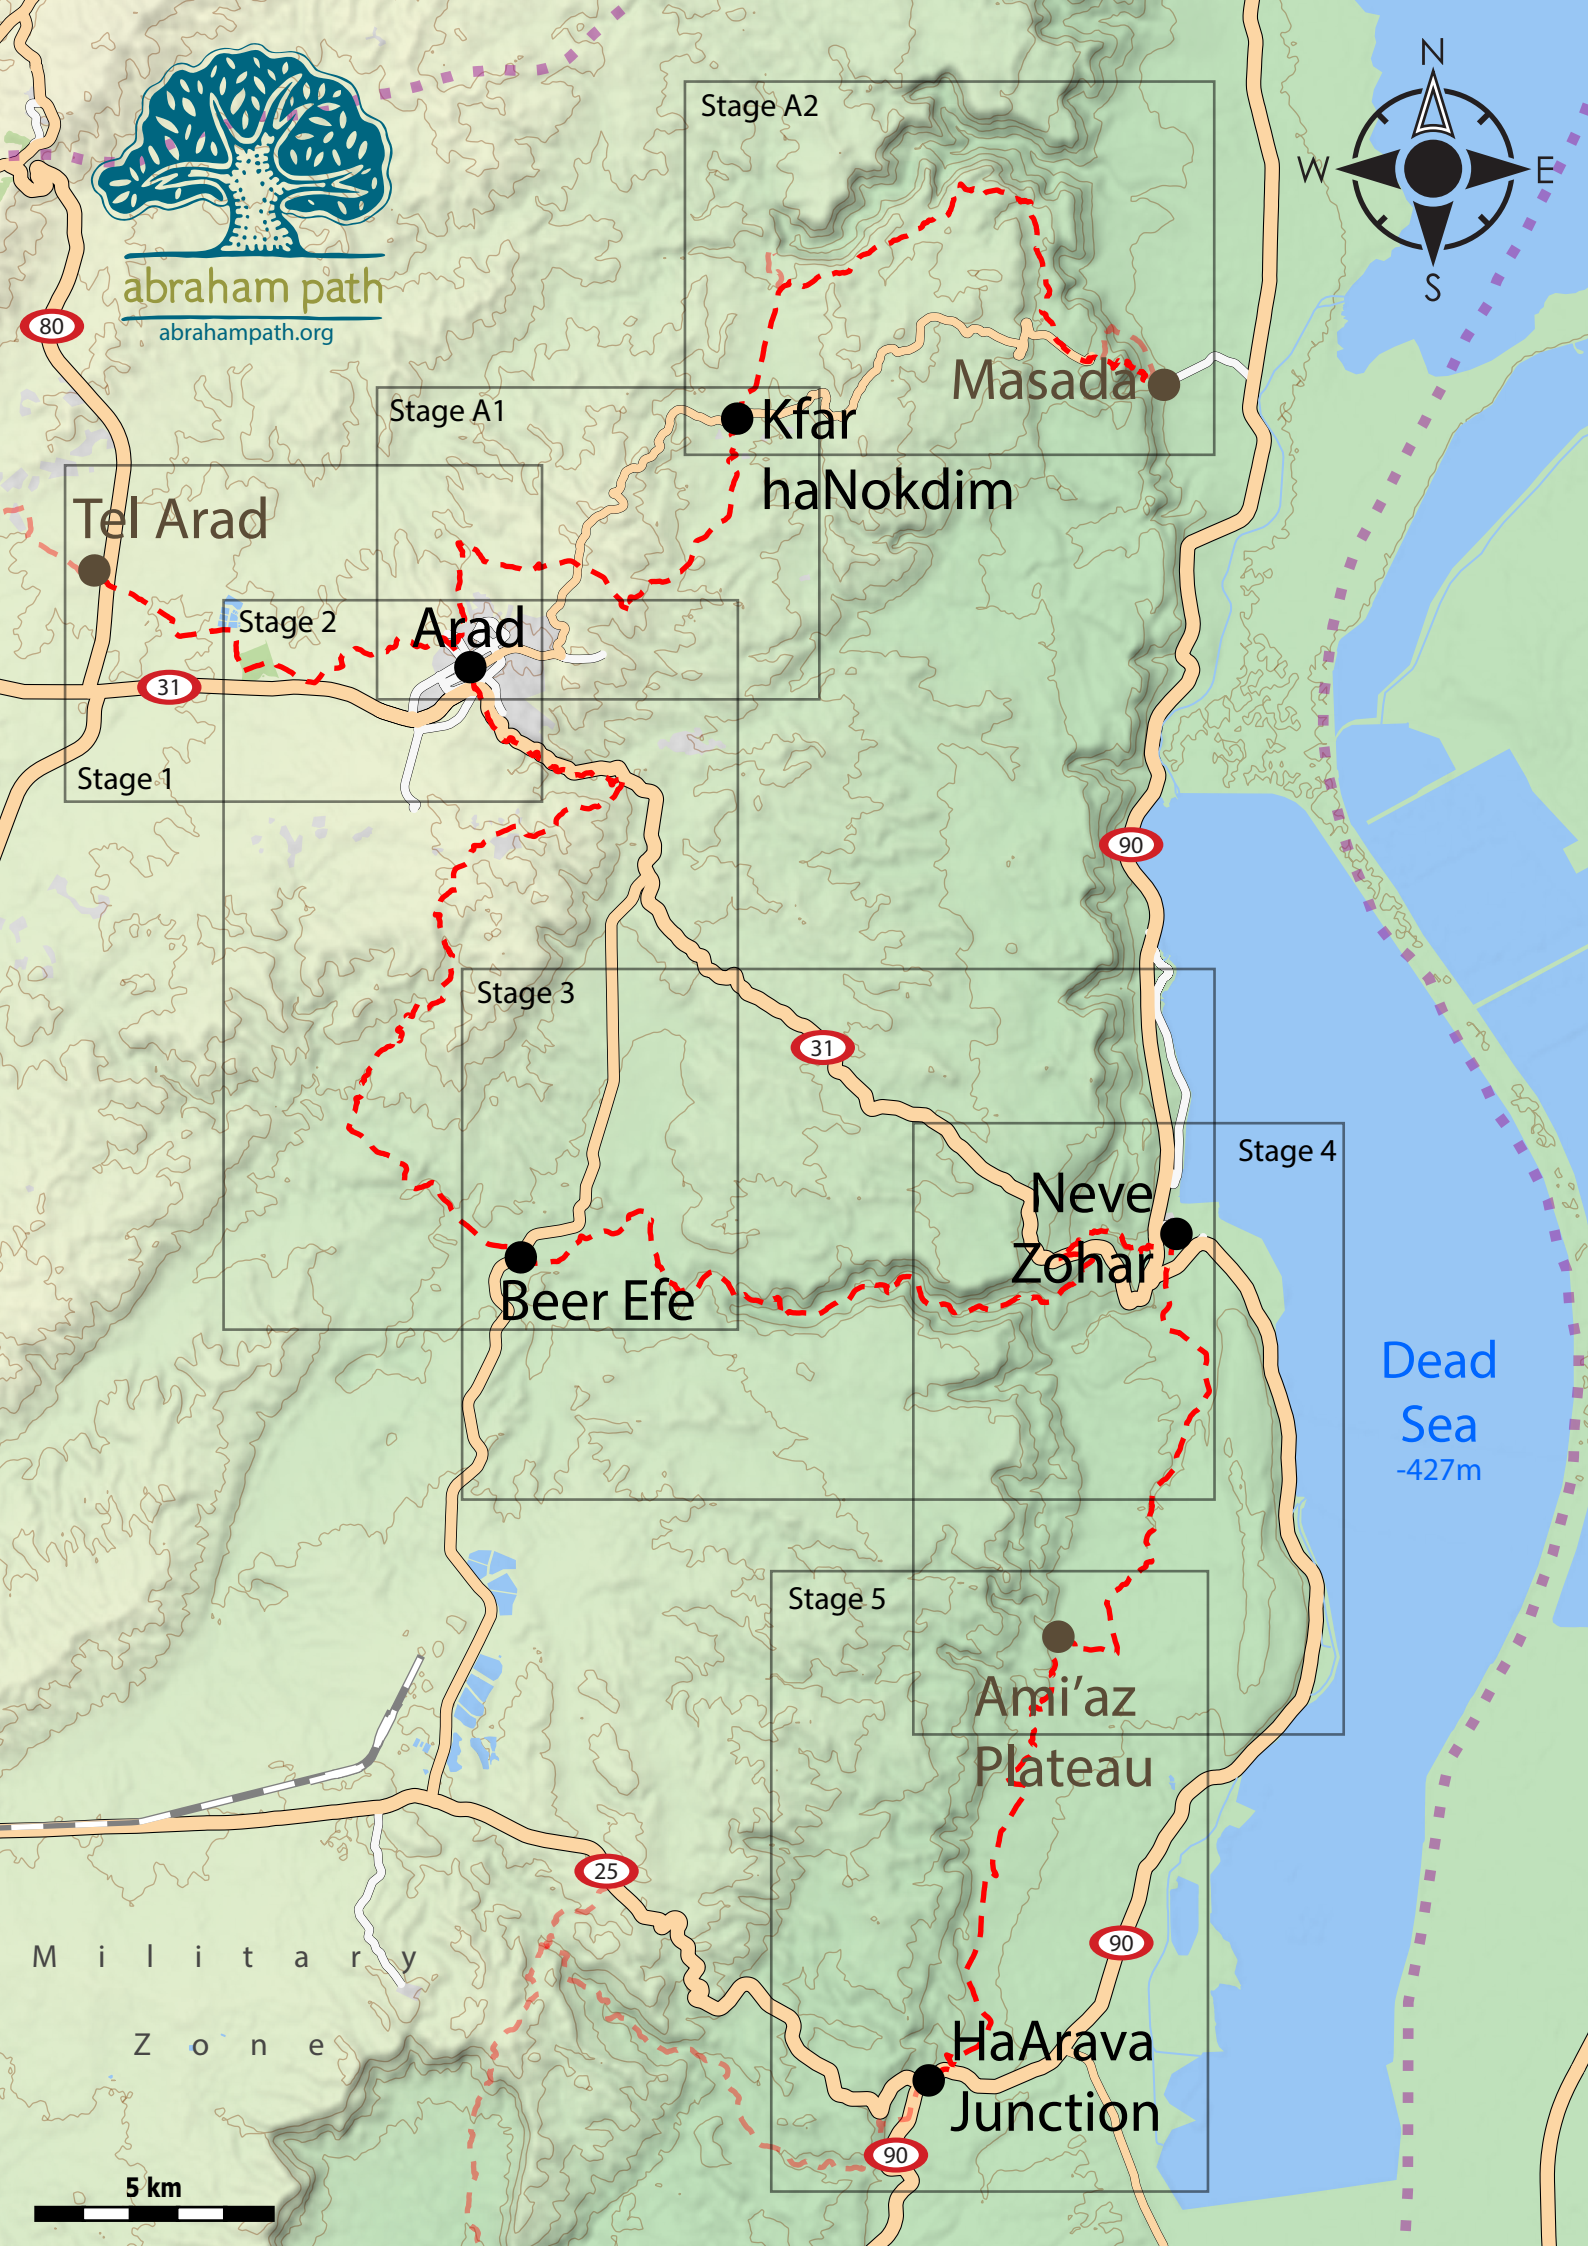 N
W
E
S
Stage A2
abraham path
abrahampath.org
80
Masada
Stage A1
Kfar
haNokdim
Tel Arad
Stage 2
Arad
31
Stage 1
90
Stage 3
31
Stage 4
Neve
Zohar
Beer Efe
Dead
Sea
-427m
Stage 5
Ami'az
Plateau
25
90
Military
Zone
HaArava
Junction
90
5 km